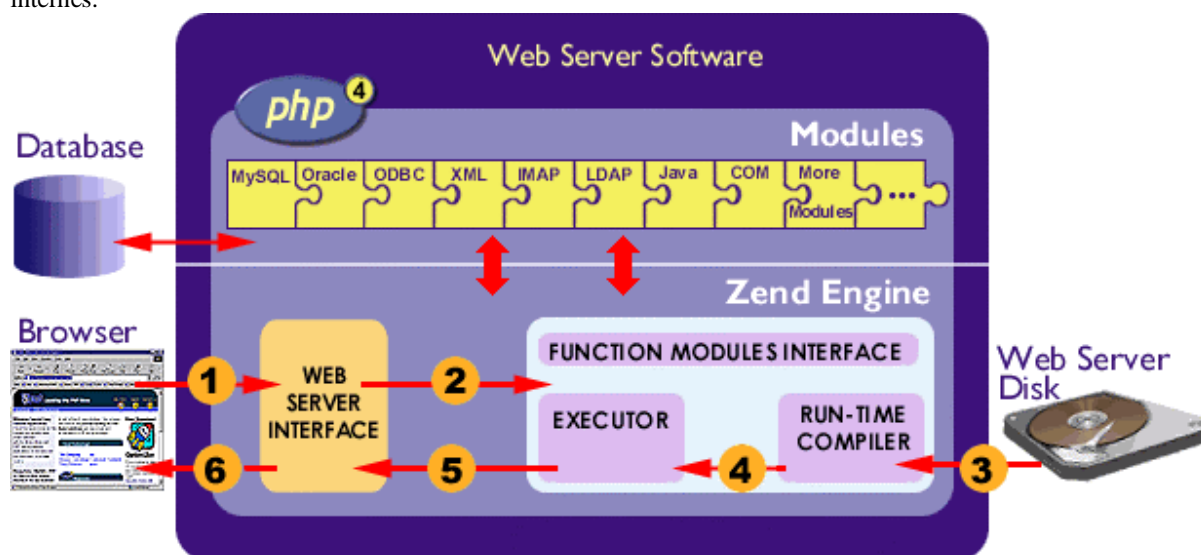 internes.
Web Server Software
php 4
Modules
Database
MySQL Oracle ODBC XML IMAP LDAP Java COM More Modules ...
Zend Engine
Browser
FUNCTION MODULES INTERFACE
Web Server Disk
1
WEB SERVER INTERFACE
2
EXECUTOR
RUN-TIME COMPILER
6
5
4
3